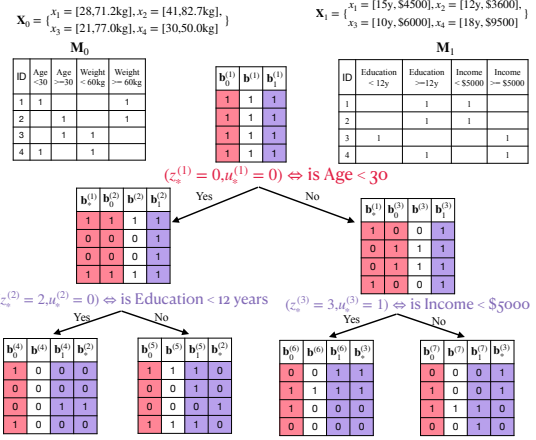 X₀ = {x₁ = [28,71.2kg], x₂ = [41,82.7kg], x₃ = [21,77.0kg], x₄ = [30,50.0kg] }
X₁ = {x₁ = [15y, $4500], x₂ = [12y, $3600], x₃ = [10y, $6000], x₄ = [18y, $9500] }
M₀
M₁
ID Age <30 Age >=30 Weight < 60kg Weight >= 60kg
1 1 1
2 1 1
3 1 1
4 1 1
b₀⁽¹⁾ b⁽¹⁾ b₁⁽¹⁾
1 1 1
1 1 1
1 1 1
1 1 1
ID Education < 12y Education >=12y Income < $5000 Income >= $5000
1 1 1
2 1 1
3 1 1
4 1 1
(z*⁽¹⁾ = 0,u*⁽¹⁾ = 0) ⇔ is Age < 30
Yes
No
b*⁽¹⁾ b₀⁽²⁾ b⁽²⁾ b₁⁽²⁾
1 1 1 1
0 0 0 1
0 0 0 1
1 1 1 1
b*⁽¹⁾ b₀⁽³⁾ b⁽³⁾ b₁⁽³⁾
1 0 0 1
0 1 1 1
0 1 1 1
1 0 0 1
z*⁽²⁾ = 2,u*⁽²⁾ = 0) ⇔ is Education < 12 years
(z*⁽³⁾ = 3,u*⁽³⁾ = 1) ⇔ is Income < $5000
Yes
No
Yes
No
b₀⁽⁴⁾ b⁽⁴⁾ b₁⁽⁴⁾ b*⁽²⁾
1 0 0 0
0 0 0 0
0 0 1 1
1 0 0 0
b₀⁽⁵⁾ b⁽⁵⁾ b₁⁽⁵⁾ b*⁽²⁾
1 1 1 0
0 0 1 0
0 0 0 1
1 1 1 0
b₀⁽⁶⁾ b⁽⁶⁾ b₁⁽⁶⁾ b*⁽³⁾
0 0 1 1
1 1 1 1
1 0 0 0
0 0 0 0
b₀⁽⁷⁾ b⁽⁷⁾ b₁⁽⁷⁾ b*⁽³⁾
0 0 0 1
1 0 0 1
1 1 1 0
0 0 1 0